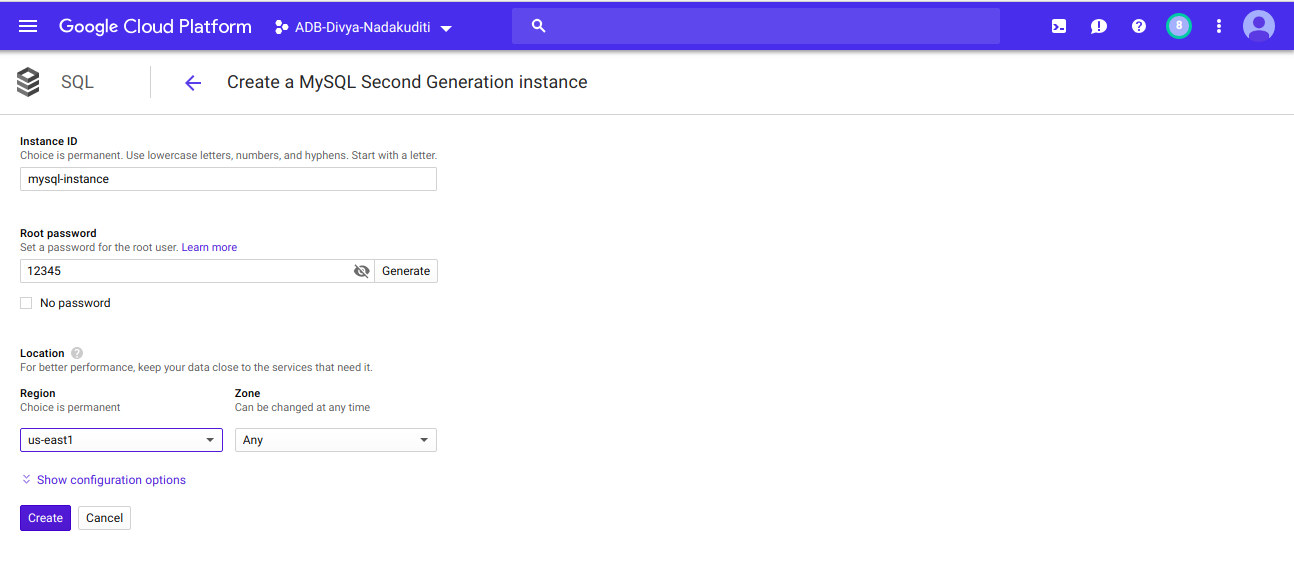 Google Cloud Platform ADB-Divya-Nadakuditi 8
SQL Create a MySQL Second Generation instance
Instance ID
Choice is permanent. Use lowercase letters, numbers, and hyphens. Start with a letter.
mysql-instance
Root password
Set a password for the root user. Learn more
12345 Generate
No password
Location
For better performance, keep your data close to the services that need it.
Region Zone
Choice is permanent Can be changed at any time
us-east1 Any
Show configuration options
Create Cancel